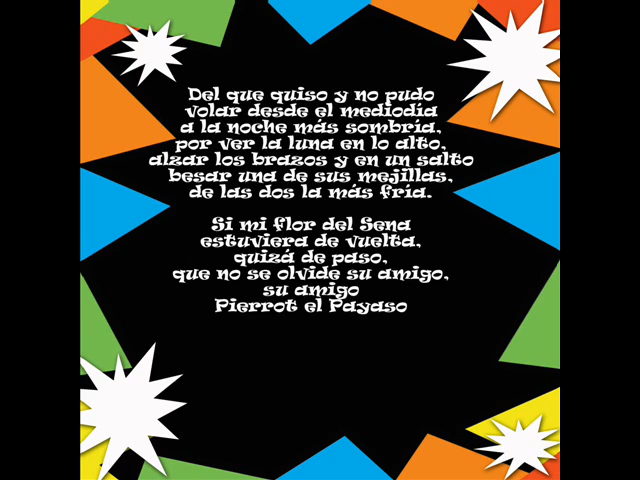 Del que quiso y no pudo
volar desde el mediodía
a la noche más sombría,
por ver la luna en lo alto,
alzar los brazos y en un salto
besar una de sus mejillas,
de las dos la más fría.
Si mi flor del Sena
estuviera de vuelta,
quizá de paso,
que no se olvide su amigo,
su amigo
Pierrot el Payaso